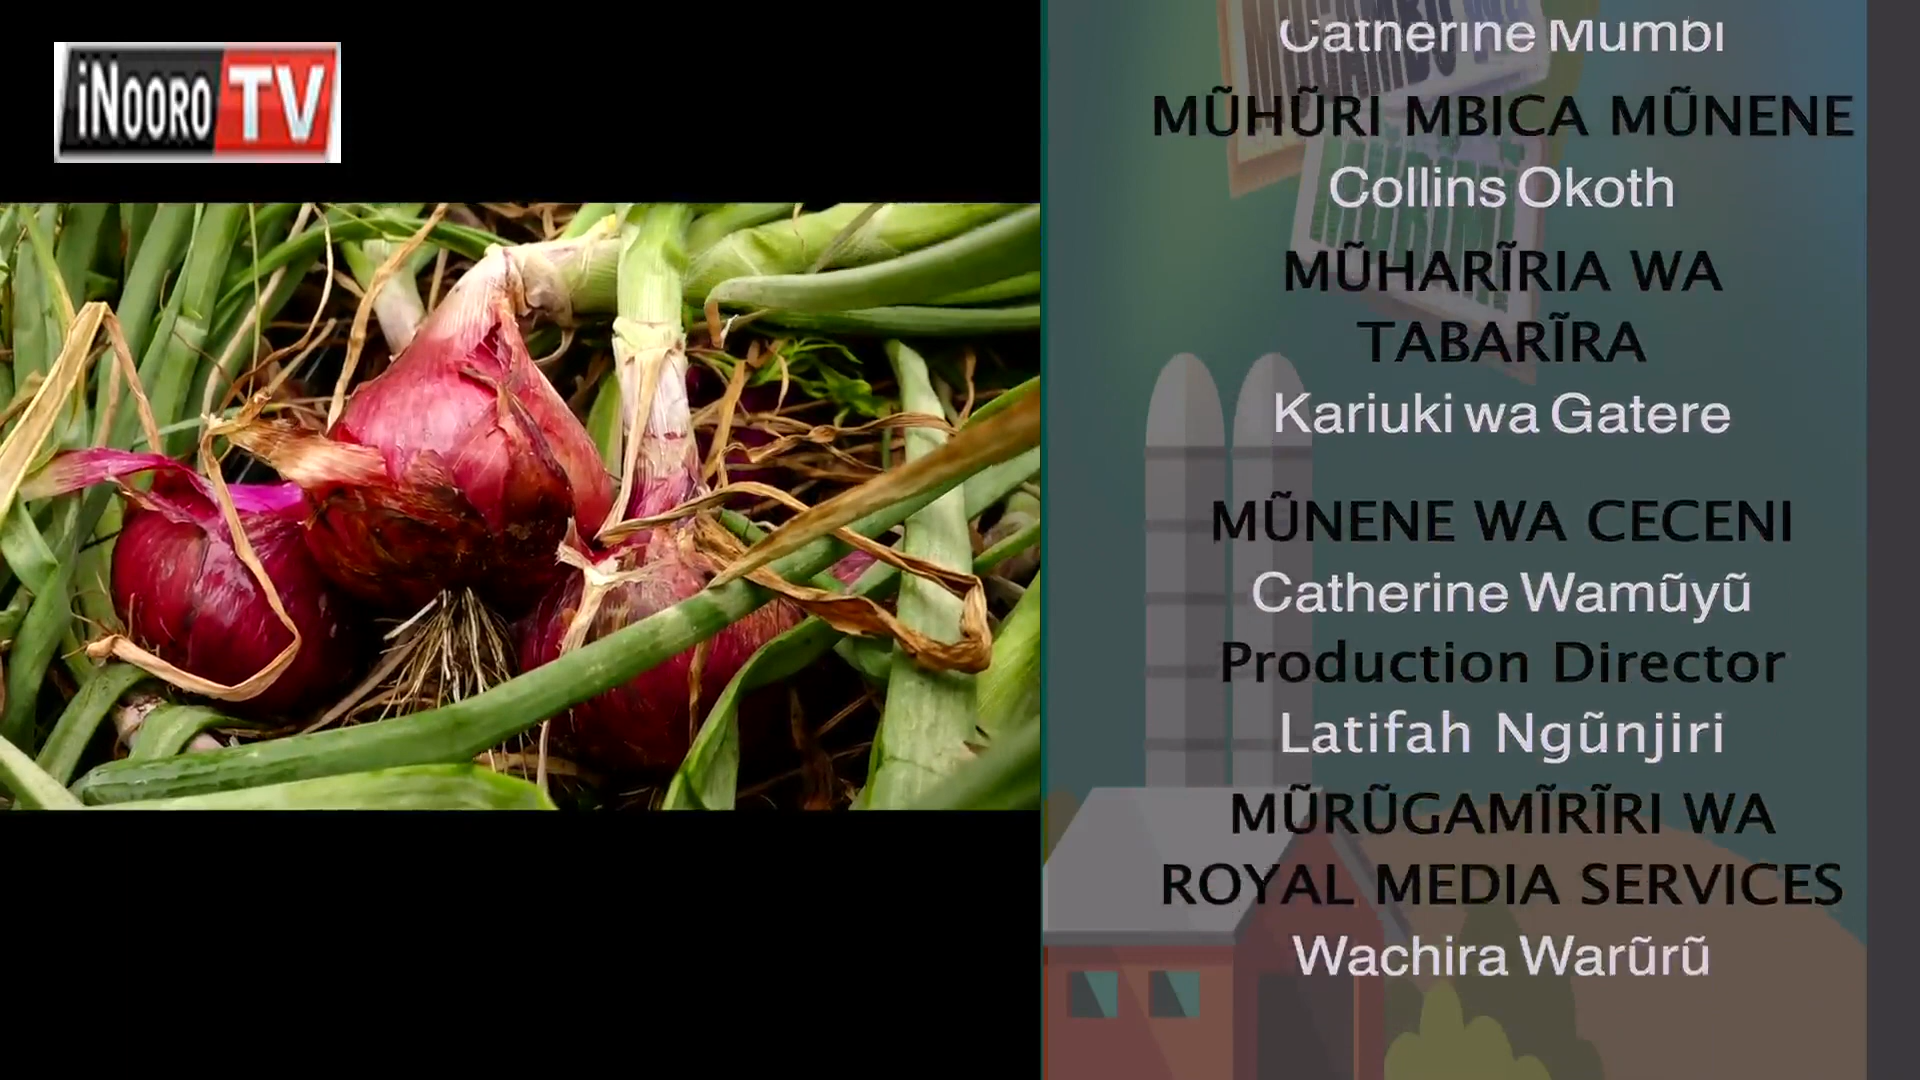 iNOORO TV
Catherine Mumbi
MŨHŨRI MBICA MŨNENE
Collins Okoth
MŨHARĨRIA WA
TABARĨRA
Kariuki wa Gatere
MŨNENE WA CECENI
Catherine Wamũyũ
Production Director
Latifah Ngũnjiri
MŨRŨGAMĨRĨRI WA
ROYAL MEDIA SERVICES
Wachira Warũrũ